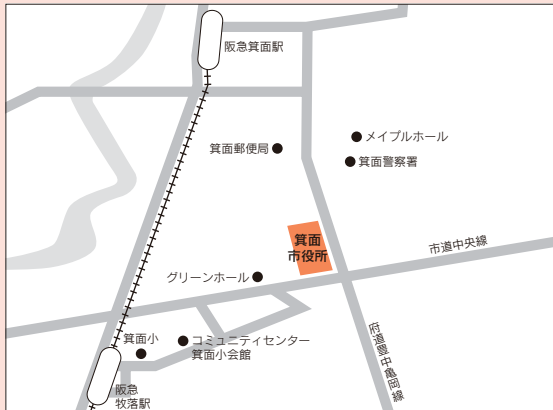 阪急箕面駅
メイプルホール
箕面郵便局
箕面警察署
箕面
市役所
市道中央線
グリーンホール
府道豊中亀岡線
箕面小
コミュニティセンター
箕面小会館
阪急
牧落駅